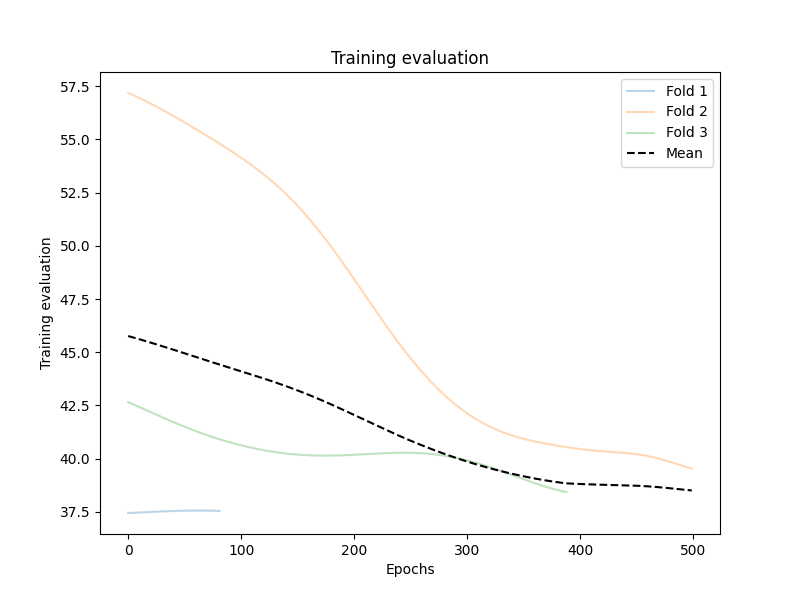 Training evaluation
Fold 1
Fold 2
Fold 3
Mean
Training evaluation
57.5
55.0
52.5
50.0
47.5
45.0
42.5
40.0
37.5
0 100 200 300 400 500
Epochs